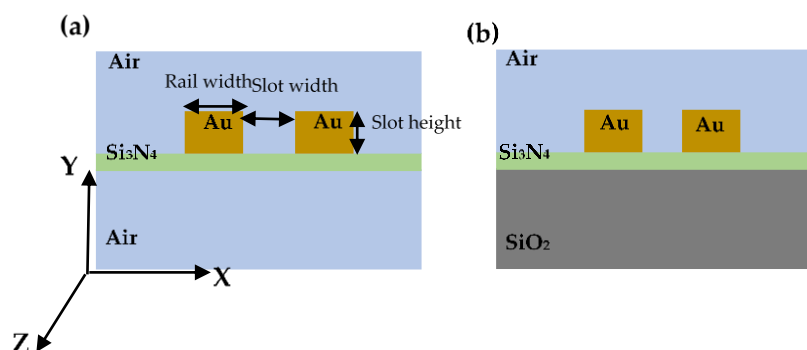 (a)
Air
Rail width
Slot width
Au
Au
Slot height
Si₃N₄
Y
Air
X
Z
(b)
Air
Au
Au
Si₃N₄
SiO₂